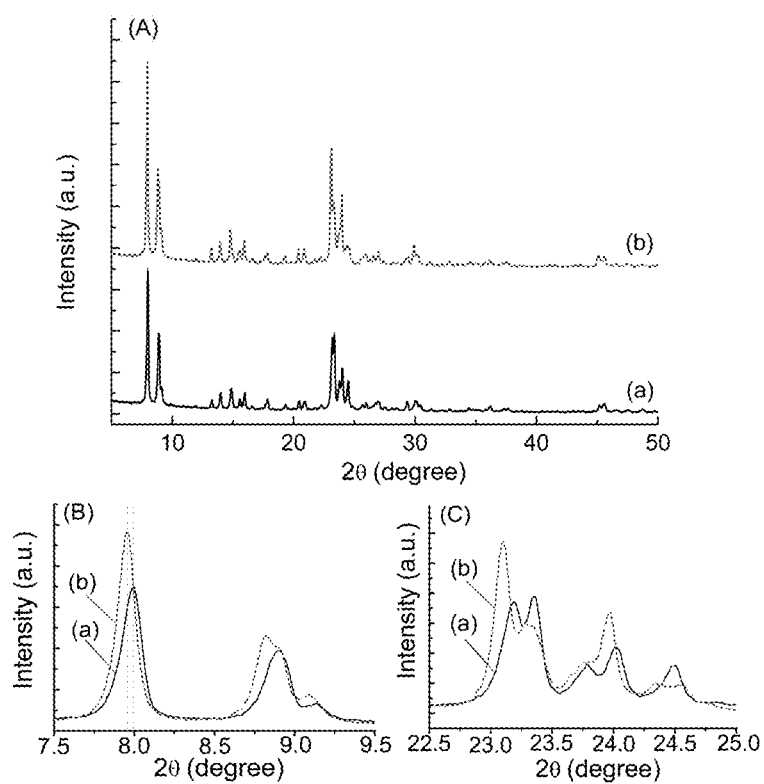 (A)
Intensity (a.u.)
(b)
(a)
10 20 30 40 50
2θ (degree)
(B)
Intensity (a.u.)
(b)
(a)
7.5 8.0 8.5 9.0 9.5
2θ (degree)
(C)
Intensity (a.u.)
(b)
(a)
22.5 23.0 23.5 24.0 24.5 25.0
2θ (degree)